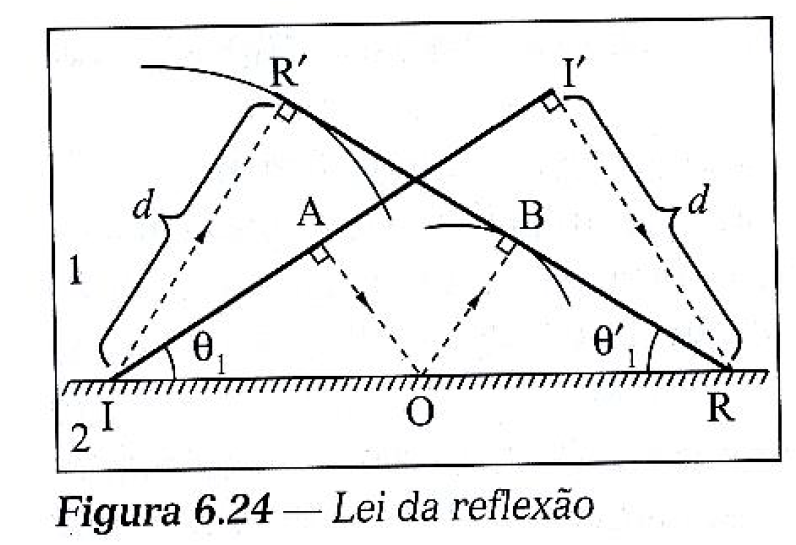 R′ I′
d d
A B
1
θ₁ θ′₁
I O R
2
Figura 6.24 — Lei da reflexão